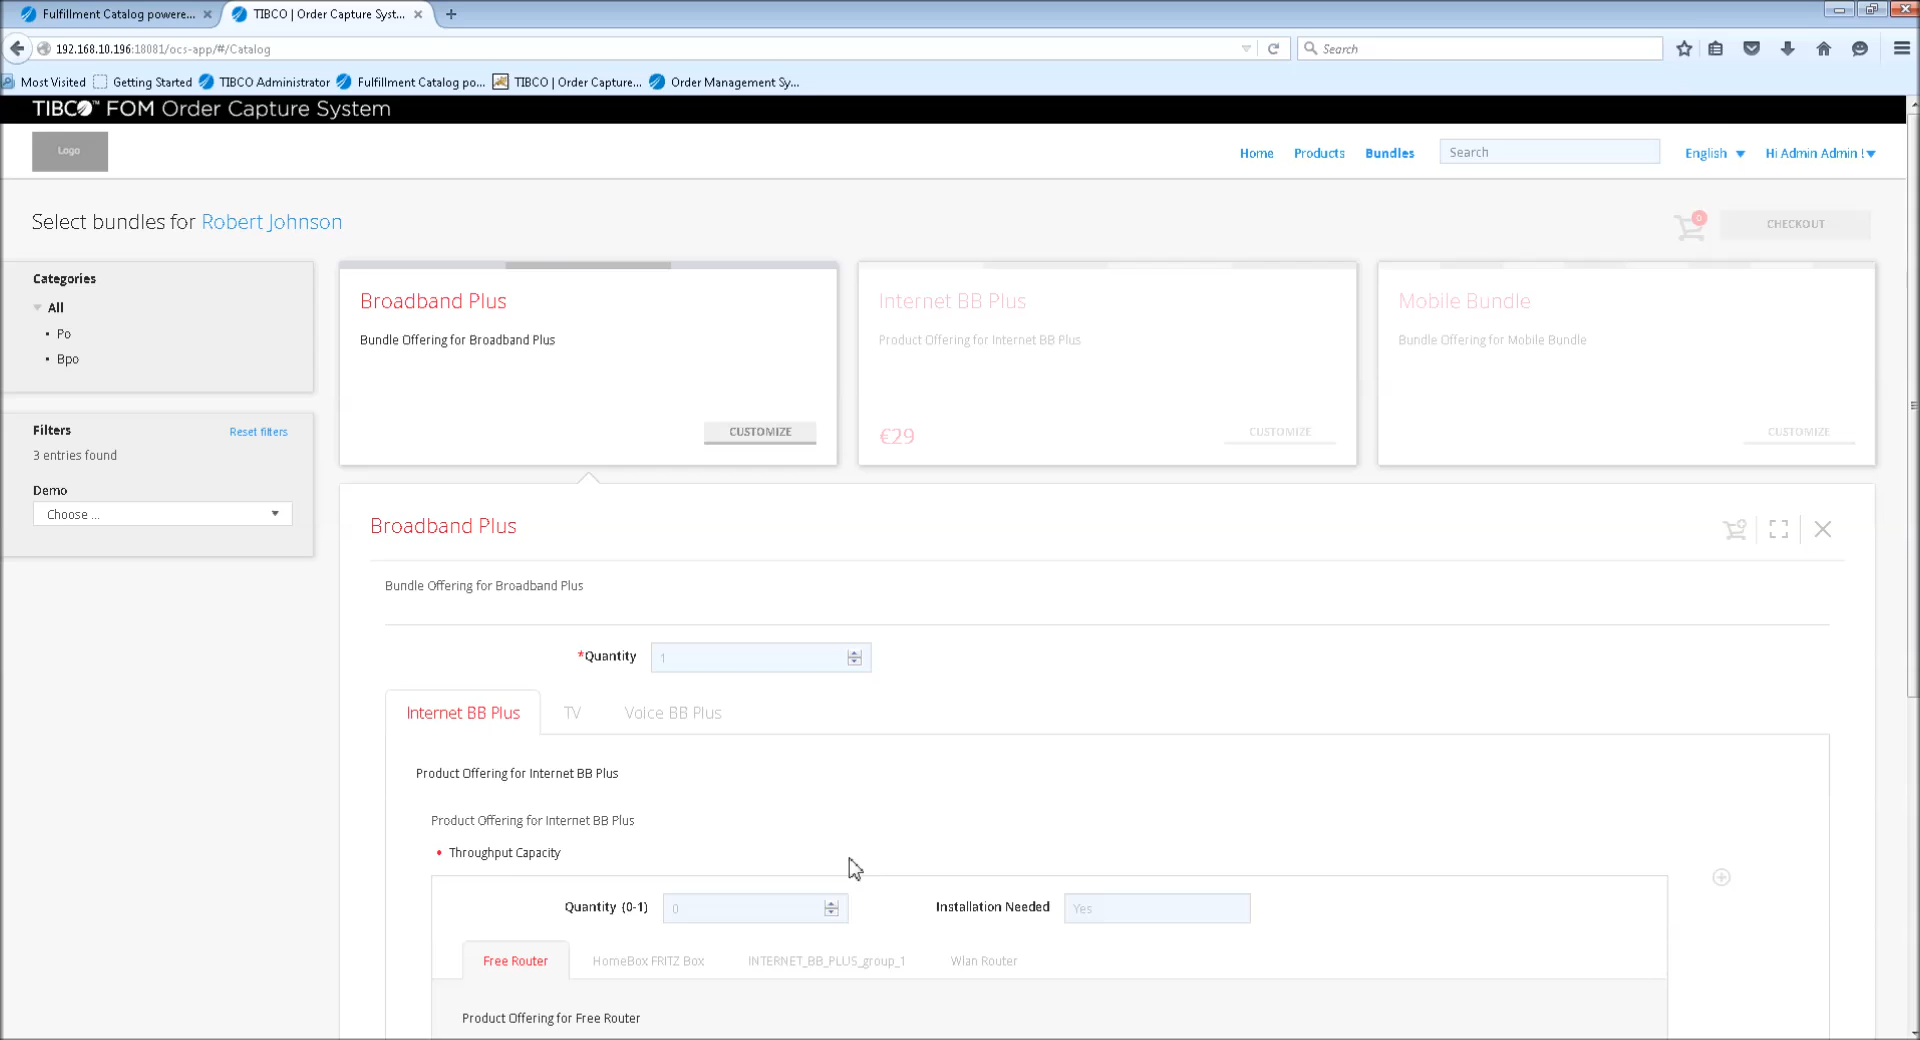 Fulfillment Catalog powere...
TIBCO | Order Capture Syst...
192.168.10.196:18081/ocs-app/#/Catalog
Search
Most Visited
Getting Started
TIBCO Administrator
Fulfillment Catalog po...
TIBCO | Order Capture...
Order Management Sy...
TIBCO™ FOM Order Capture System
Logo
Home
Products
Bundles
Search
English
Hi Admin Admin !
Select bundles for Robert Johnson
0
CHECKOUT
Categories
All
• Po
• Bpo
Filters
Reset filters
3 entries found
Demo
Choose ...
Broadband Plus
Bundle Offering for Broadband Plus
CUSTOMIZE
Internet BB Plus
Product Offering for Internet BB Plus
€29
CUSTOMIZE
Mobile Bundle
Bundle Offering for Mobile Bundle
CUSTOMIZE
Broadband Plus
Bundle Offering for Broadband Plus
*Quantity
1
Internet BB Plus
TV
Voice BB Plus
Product Offering for Internet BB Plus
Product Offering for Internet BB Plus
• Throughput Capacity
Quantity (0-1)
0
Installation Needed
Yes
Free Router
HomeBox FRITZ Box
INTERNET_BB_PLUS_group_1
Wlan Router
Product Offering for Free Router